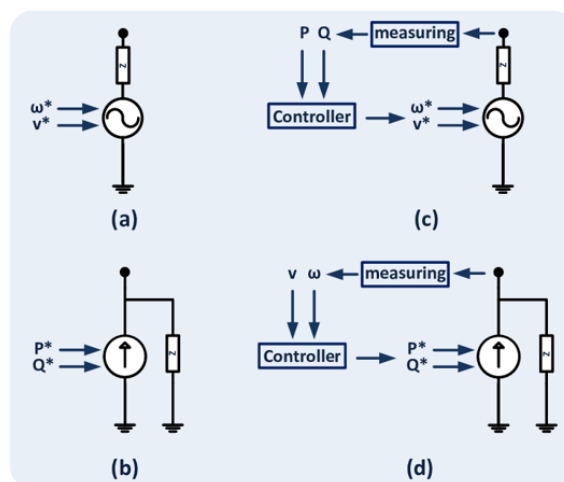 P Q
measuring
z
z
ω*
v*
Controller
ω*
v*
(a)
(c)
v ω
measuring
P*
Q*
z
Controller
P*
Q*
z
(b)
(d)